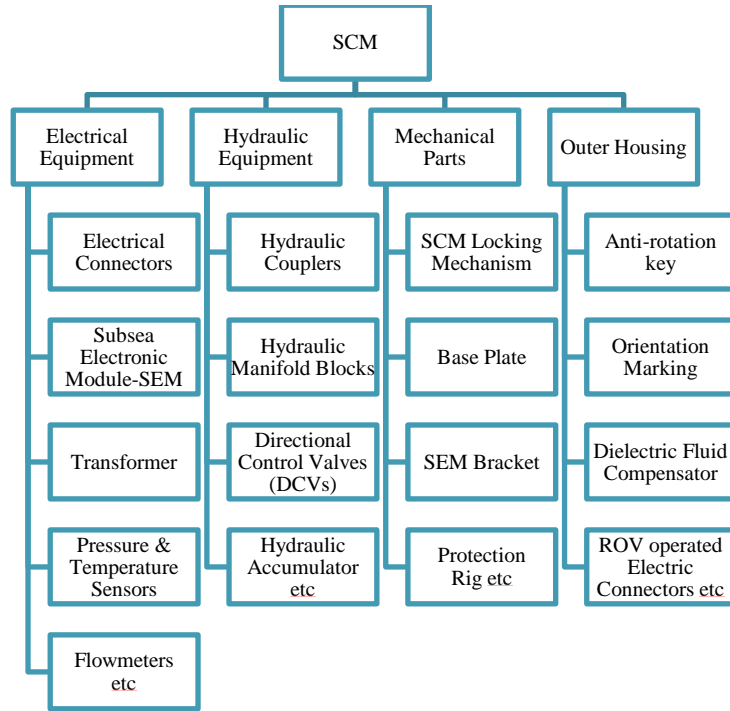 SCM
Electrical
Equipment
Electrical
Connectors
Subsea
Electronic
Module-SEM
Transformer
Pressure &
Temperature
Sensors
Flowmeters
etc
Hydraulic
Equipment
Hydraulic
Couplers
Hydraulic
Manifold Blocks
Directional
Control Valves
(DCVs)
Hydraulic
Accumulator
etc
Mechanical
Parts
SCM Locking
Mechanism
Base Plate
SEM Bracket
Protection
Rig etc
Outer Housing
Anti-rotation
key
Orientation
Marking
Dielectric Fluid
Compensator
ROV operated
Electric
Connectors etc